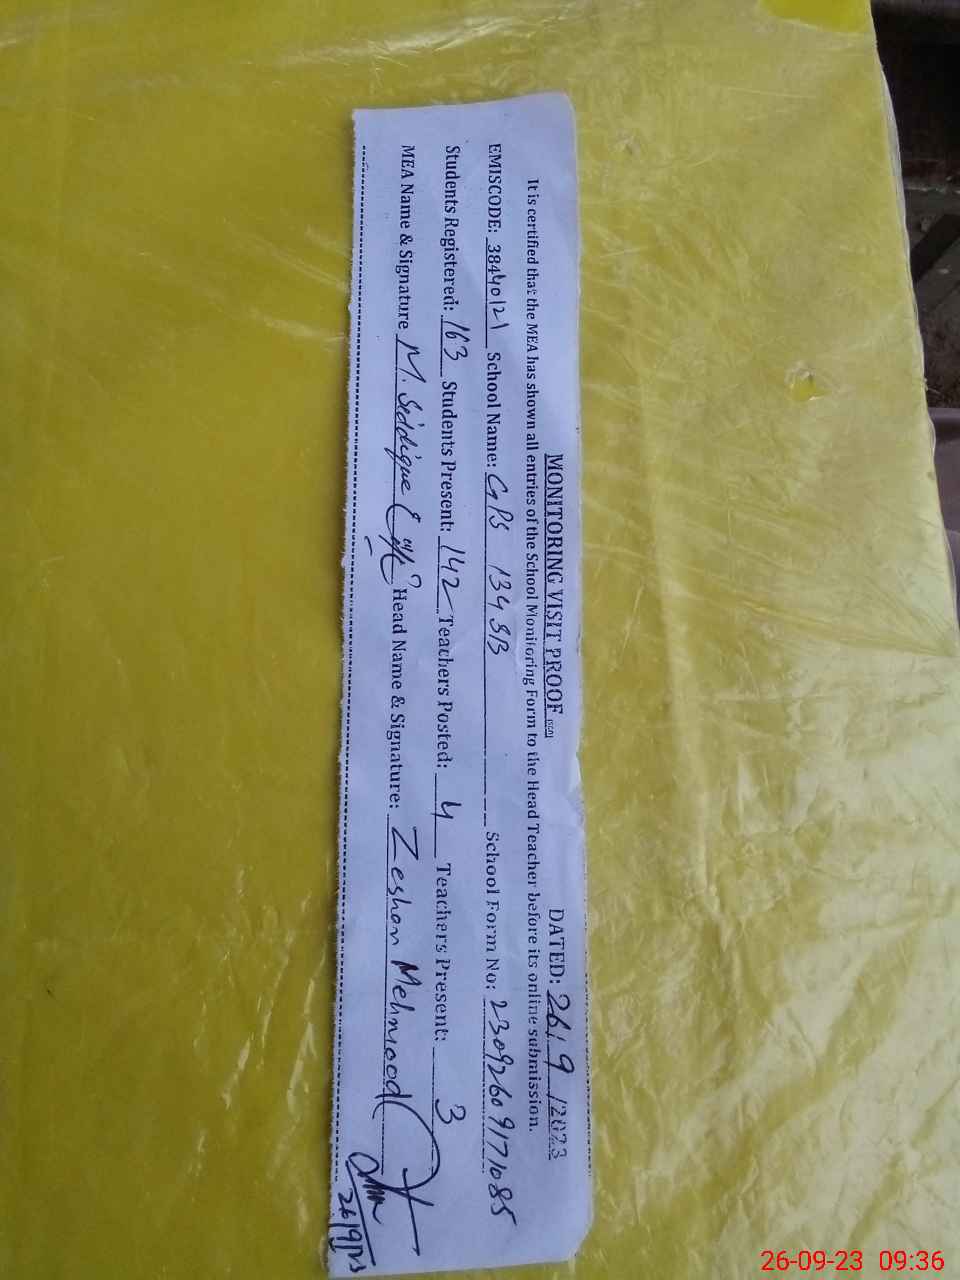 MONITORING VISIT PROOF DATED: 26/9/2023
It is certified that the MEA has shown all entries of the School Monitoring Form to the Head Teacher before its online submission.
EMISCODE: 38440121 School Name: GPS 134 SB School Form No: 23092609171085
Students Registered: 163 Students Present: 142 Teachers Posted: 4 Teachers Present: 3
MEA Name & Signature M. Siddique Head Name & Signature: Zeshan Mehmood
26/9/23
26-09-23 09:36